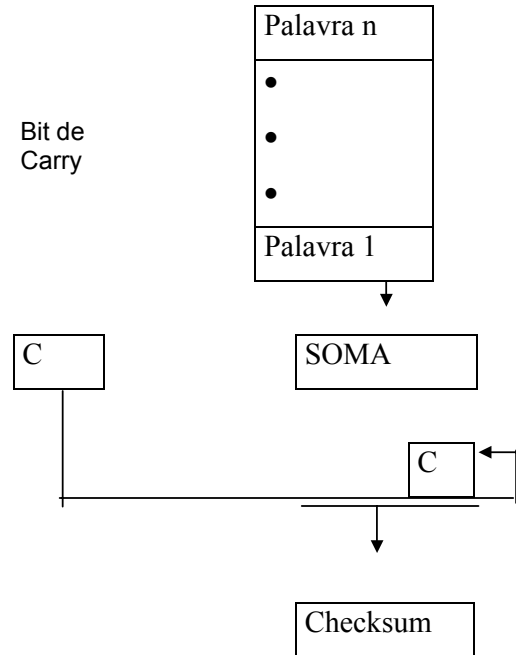 Palavra n
•
•
•
Bit de
Carry
Palavra 1
C
SOMA
C
Checksum